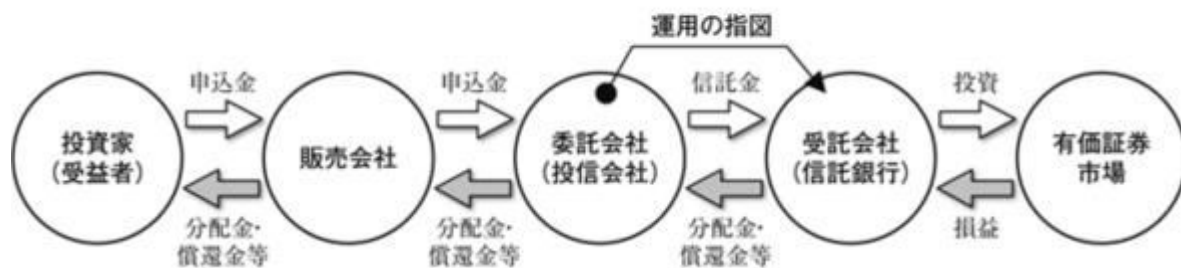 運用の指図
申込金
申込金
信託金
投資
投資家
(受益者)
販売会社
委託会社
(投信会社)
受託会社
(信託銀行)
有価証券
市場
分配金・
償還金等
分配金・
償還金等
分配金・
償還金等
損益